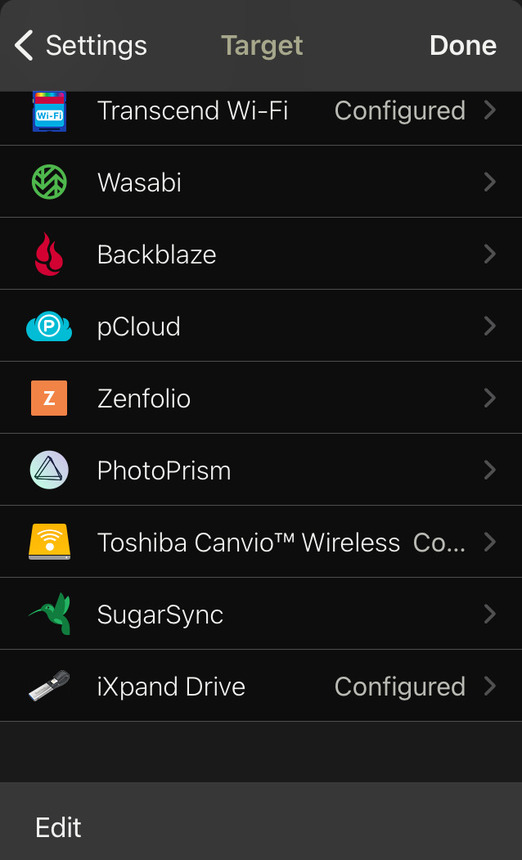 Settings Target Done
Wi-Fi Transcend Wi-Fi Configured
Wasabi
Backblaze
P pCloud
Z Zenfolio
PhotoPrism
Toshiba Canvio™ Wireless Co...
SugarSync
iXpand Drive Configured
Edit